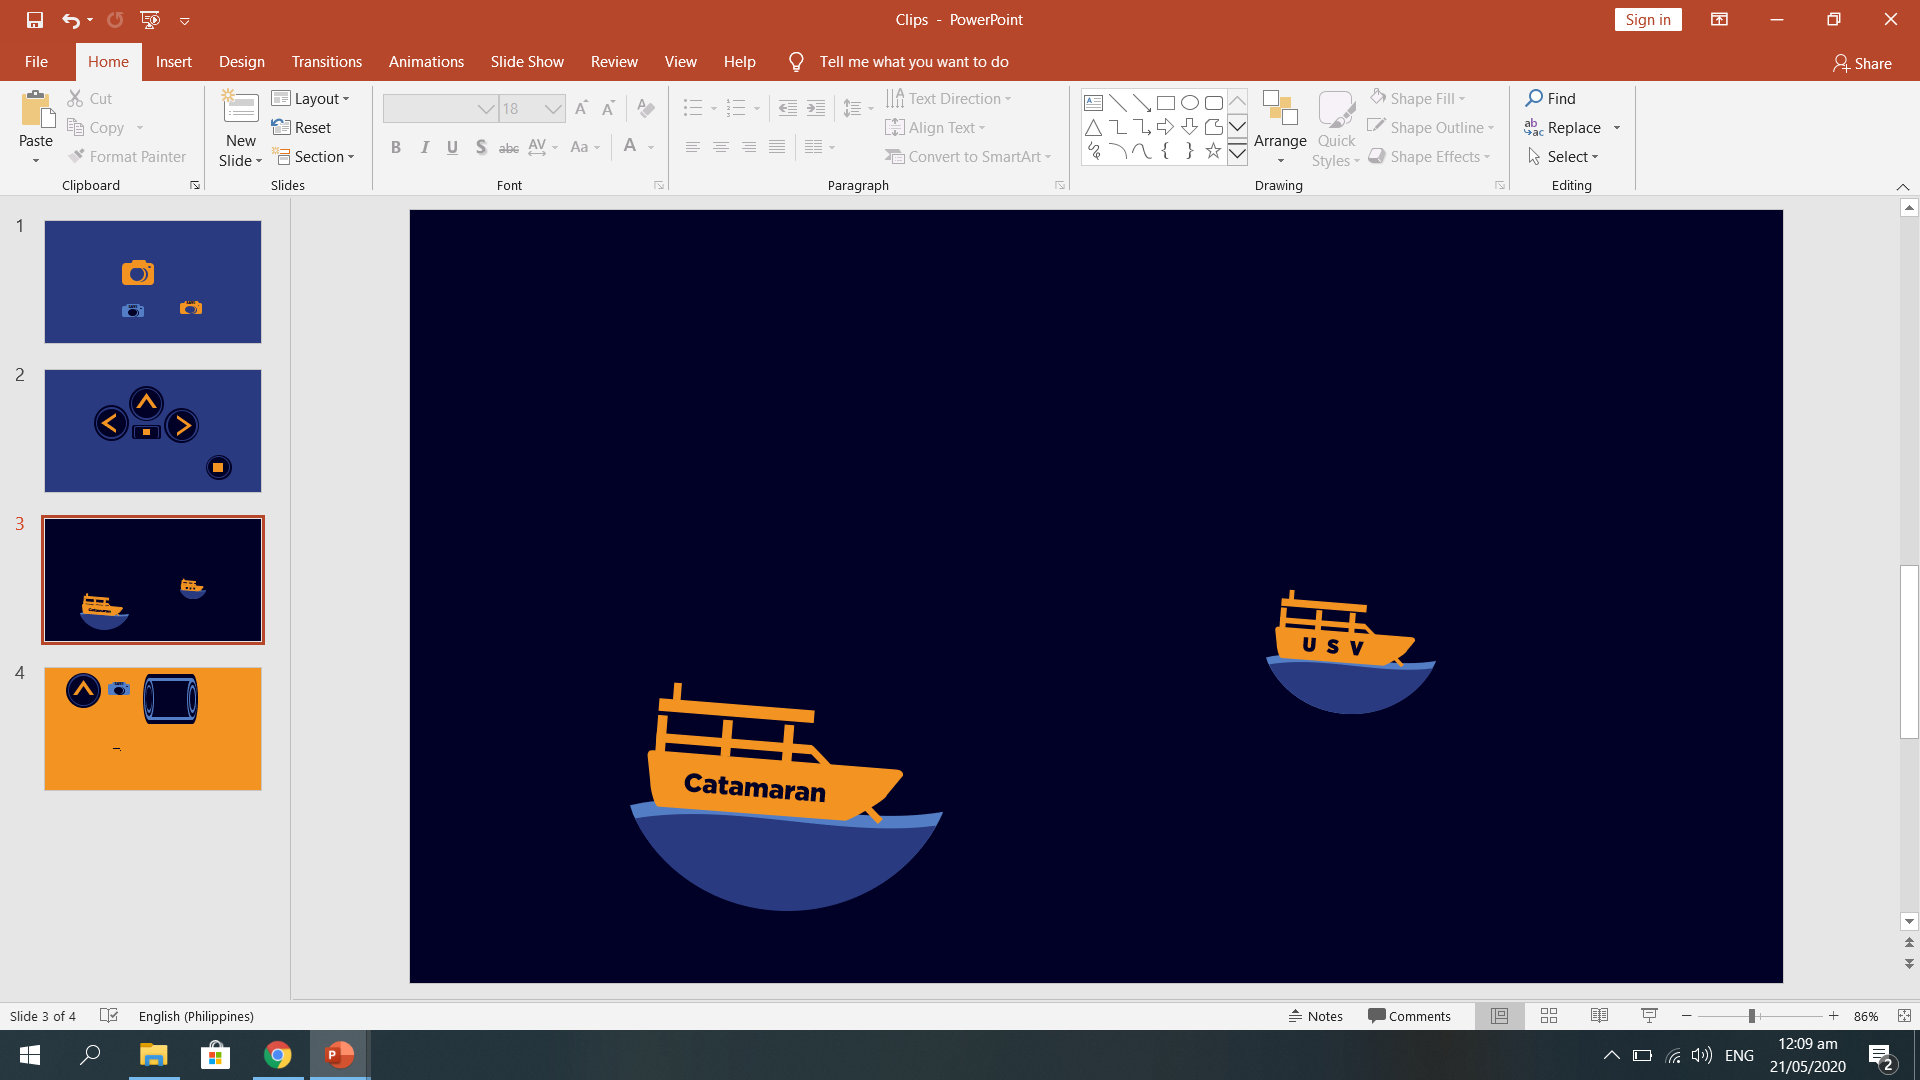 Clips - PowerPoint
Sign in
File Home Insert Design Transitions Animations Slide Show Review View Help Tell me what you want to do Share
Paste
Cut
Copy
Format Painter
Clipboard
New Slide
Layout
Reset
Section
Slides
18
B I U S abc AV Aa A
Font
Text Direction
Align Text
Convert to SmartArt
Paragraph
Arrange
Quick Styles
Shape Fill
Shape Outline
Shape Effects
Drawing
Find
Replace
Select
Editing
1
2
3
Catamaran
4
U S V
Catamaran
Slide 3 of 4 English (Philippines) Notes Comments 86%
ENG
12:09 am
21/05/2020
2